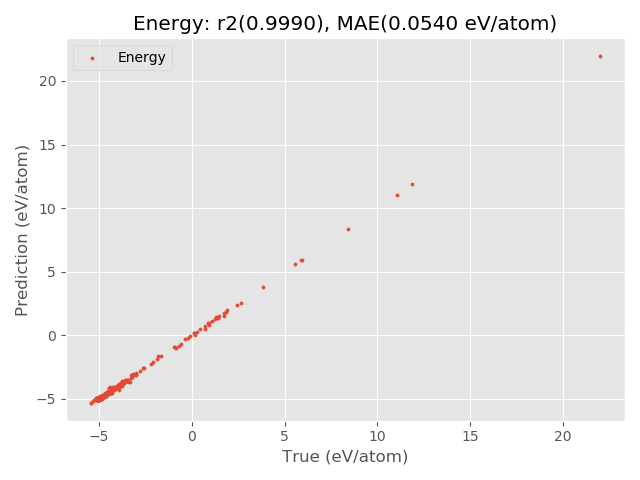 Energy: r2(0.9990), MAE(0.0540 eV/atom)
Energy
20
15
10
5
0
−5
Prediction (eV/atom)
−5 0 5 10 15 20
True (eV/atom)